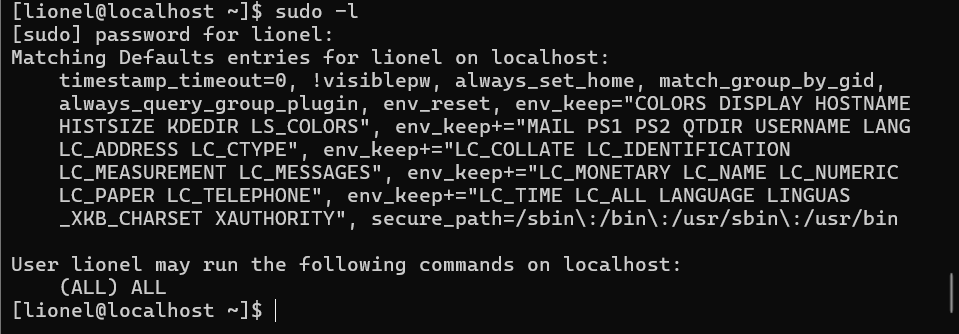 [lionel@localhost ~]$ sudo -l
[sudo] password for lionel:
Matching Defaults entries for lionel on localhost:
    timestamp_timeout=0, !visiblepw, always_set_home, match_group_by_gid,
    always_query_group_plugin, env_reset, env_keep="COLORS DISPLAY HOSTNAME
    HISTSIZE KDEDIR LS_COLORS", env_keep+="MAIL PS1 PS2 QTDIR USERNAME LANG
    LC_ADDRESS LC_CTYPE", env_keep+="LC_COLLATE LC_IDENTIFICATION
    LC_MEASUREMENT LC_MESSAGES", env_keep+="LC_MONETARY LC_NAME LC_NUMERIC
    LC_PAPER LC_TELEPHONE", env_keep+="LC_TIME LC_ALL LANGUAGE LINGUAS
    _XKB_CHARSET XAUTHORITY", secure_path=/sbin\:/bin\:/usr/sbin\:/usr/bin

User lionel may run the following commands on localhost:
    (ALL) ALL
[lionel@localhost ~]$